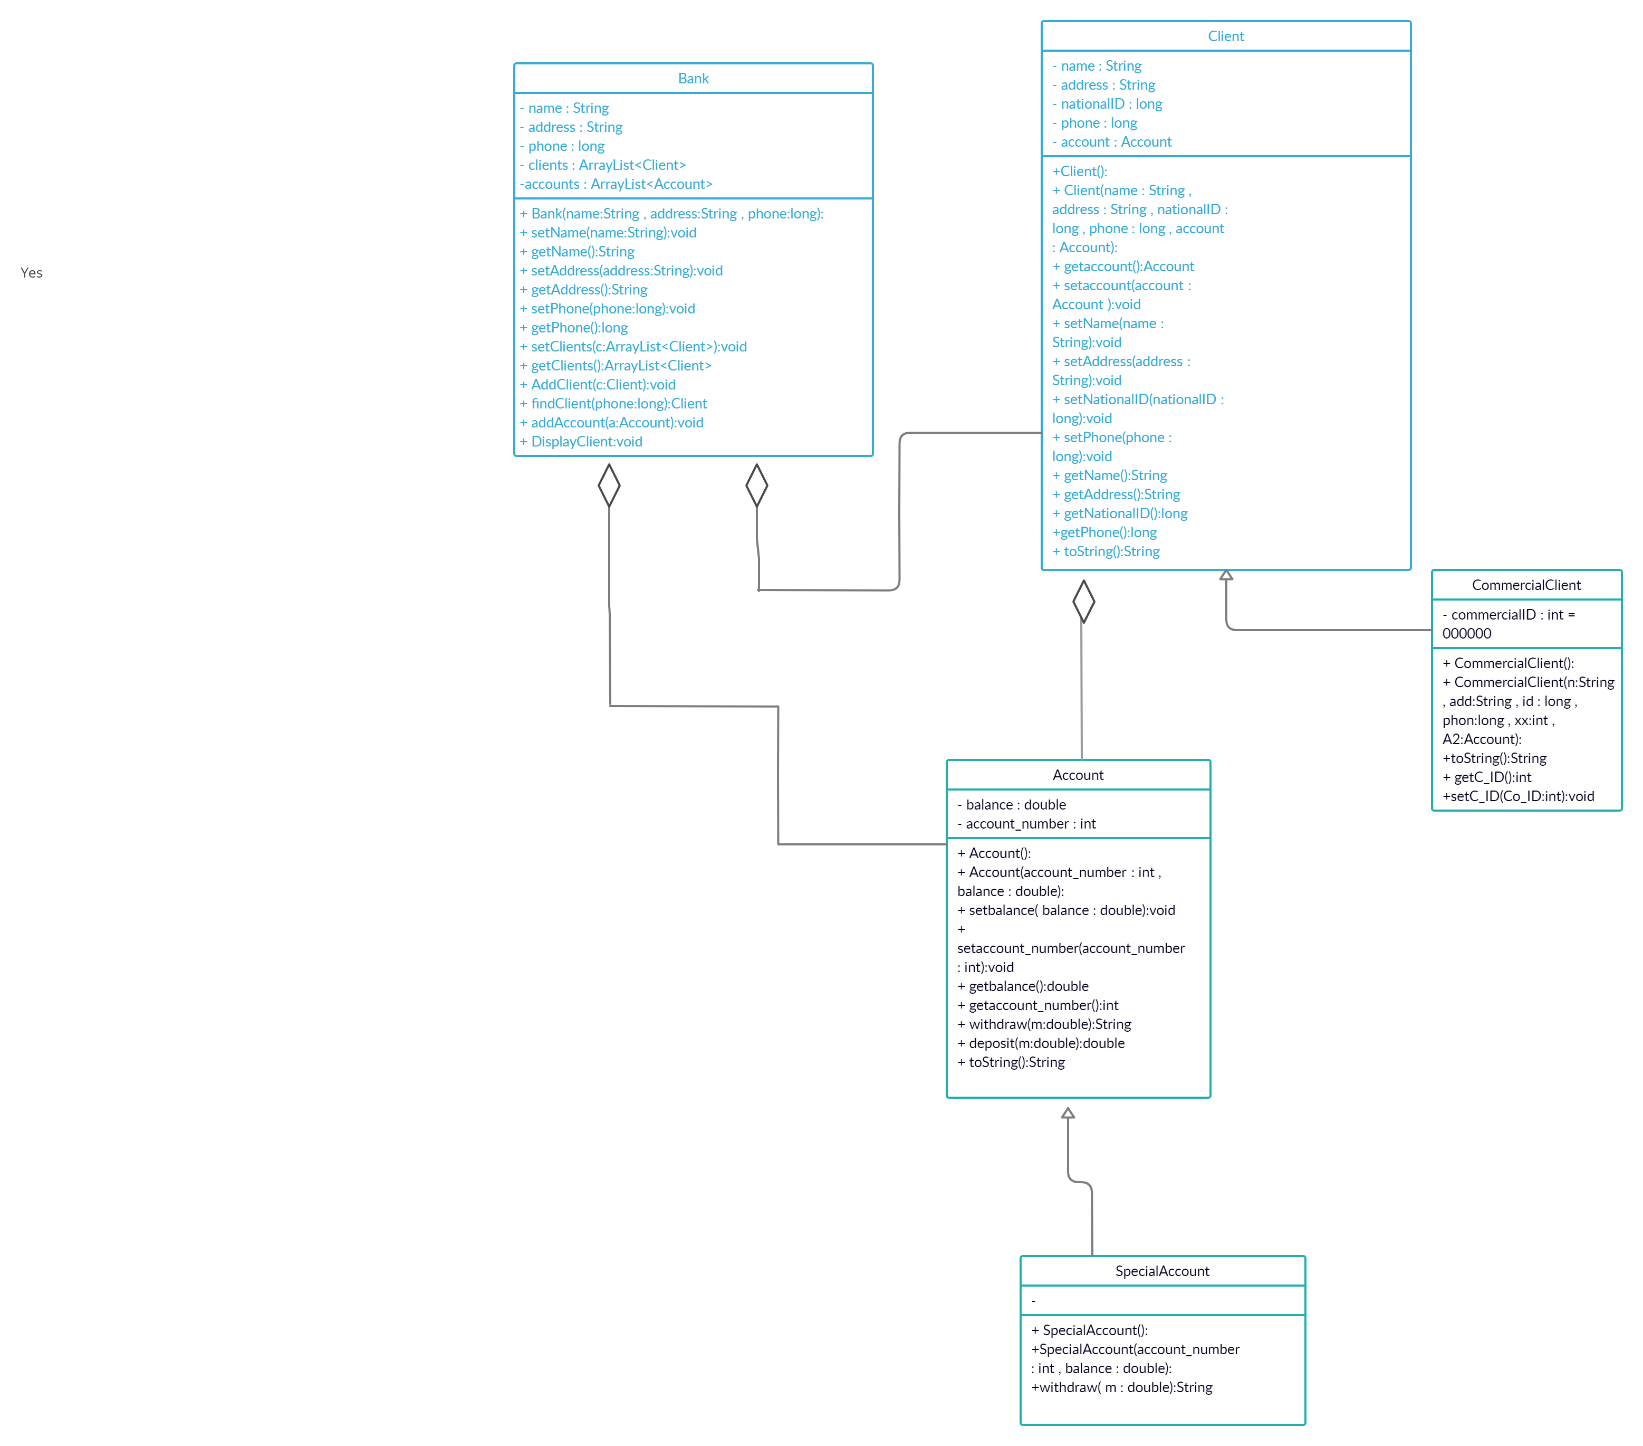 Yes
Bank
- name : String
- address : String
- phone : long
- clients : ArrayList<Client>
-accounts : ArrayList<Account>
+ Bank(name:String , address:String , phone:long):
+ setName(name:String):void
+ getName():String
+ setAddress(address:String):void
+ getAddress():String
+ setPhone(phone:long):void
+ getPhone():long
+ setClients(c:ArrayList<Client>):void
+ getClients():ArrayList<Client>
+ AddClient(c:Client):void
+ findClient(phone:long):Client
+ addAccount(a:Account):void
+ DisplayClient:void
Client
- name : String
- address : String
- nationalID : long
- phone : long
- account : Account
+Client():
+ Client(name : String ,
address : String , nationalID :
long , phone : long , account
: Account):
+ getaccount():Account
+ setaccount(account :
Account ):void
+ setName(name :
String):void
+ setAddress(address :
String):void
+ setNationalID(nationalID :
long):void
+ setPhone(phone :
long):void
+ getName():String
+ getAddress():String
+ getNationalID():long
+getPhone():long
+ toString():String
CommercialClient
- commercialID : int =
000000
+ CommercialClient():
+ CommercialClient(n:String
, add:String , id : long ,
phon:long , xx:int ,
A2:Account):
+toString():String
+ getC_ID():int
+setC_ID(Co_ID:int):void
Account
- balance : double
- account_number : int
+ Account():
+ Account(account_number : int ,
balance : double):
+ setbalance( balance : double):void
+
setaccount_number(account_number
: int):void
+ getbalance():double
+ getaccount_number():int
+ withdraw(m:double):String
+ deposit(m:double):double
+ toString():String
SpecialAccount
-
+ SpecialAccount():
+SpecialAccount(account_number
: int , balance : double):
+withdraw( m : double):String